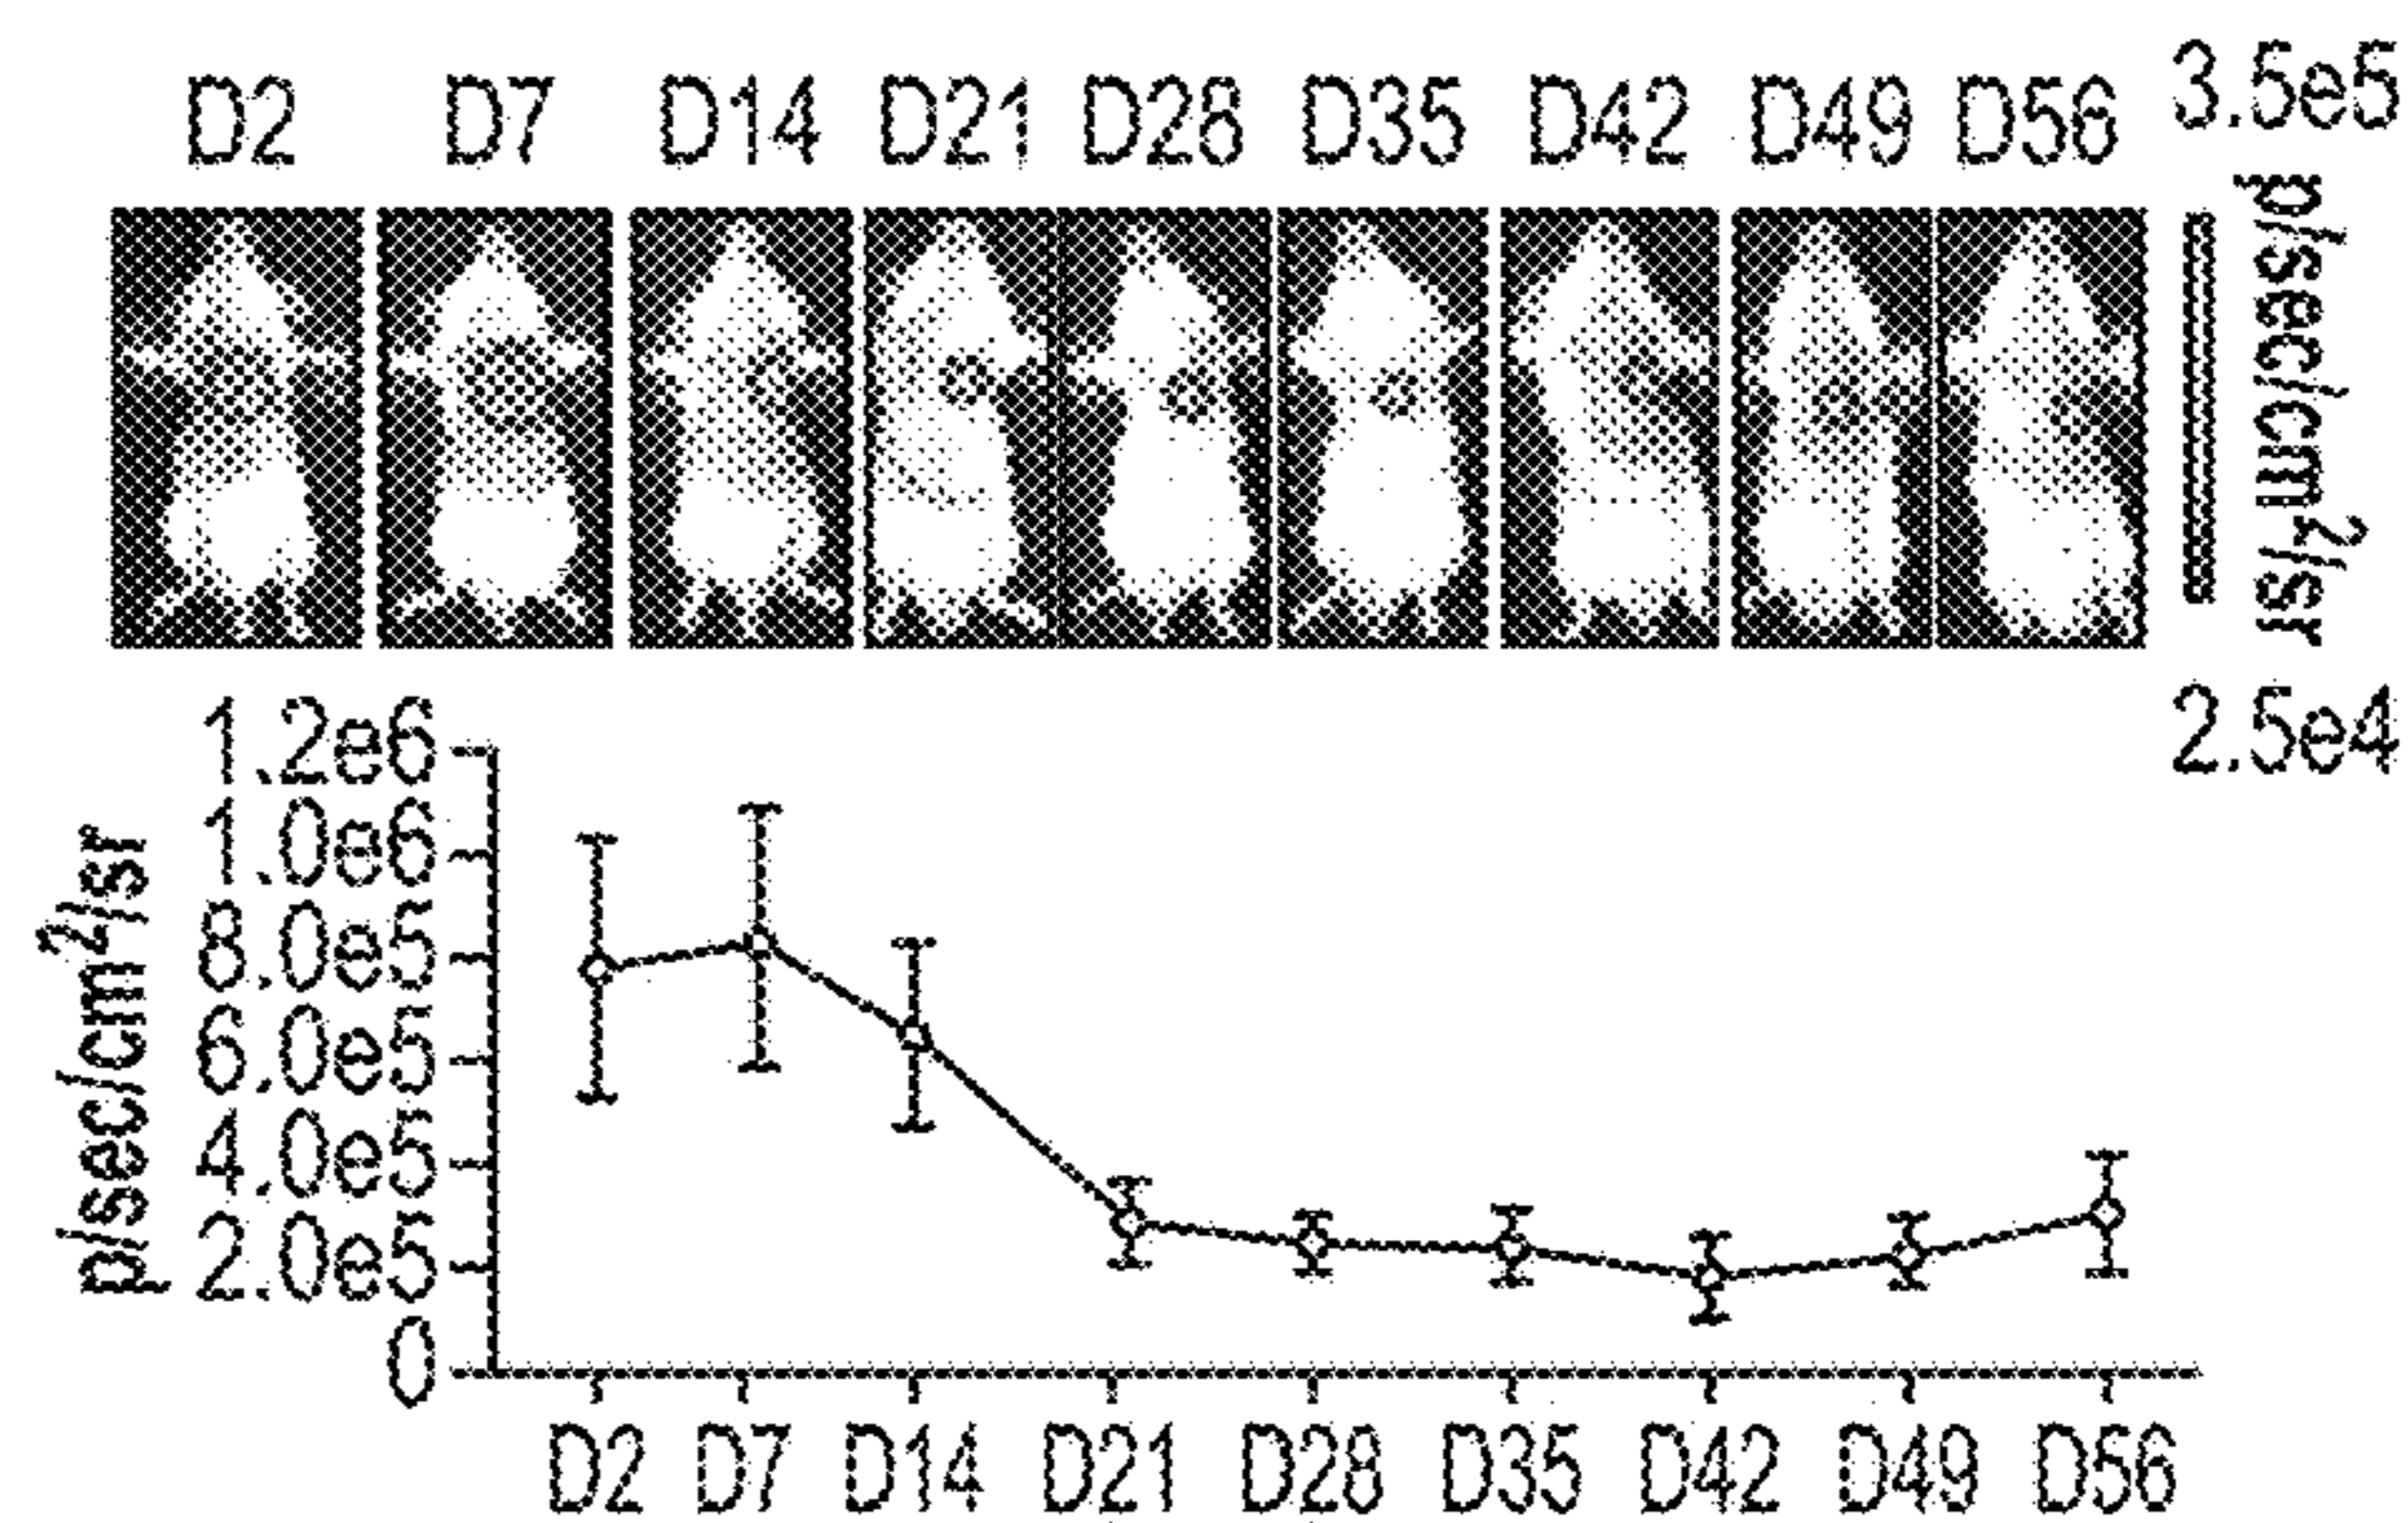 D2 D7 D14 D21 D28 D35 D42 D49 D56
3.5e5
p/sec/cm²/sr
2.5e4
p/sec/cm²/sr
1.2e6
1.0e6
8.0e5
6.0e5
4.0e5
2.0e5
0
D2 D7 D14 D21 D28 D35 D42 D49 D56